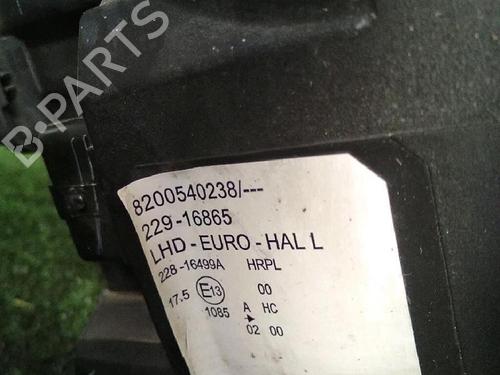 B-PARTS
8200540238/---
229-16865
LHD - EURO - HAL L
228 -16499A HRPL
17.5 E13 00
1085 A HC
02 00